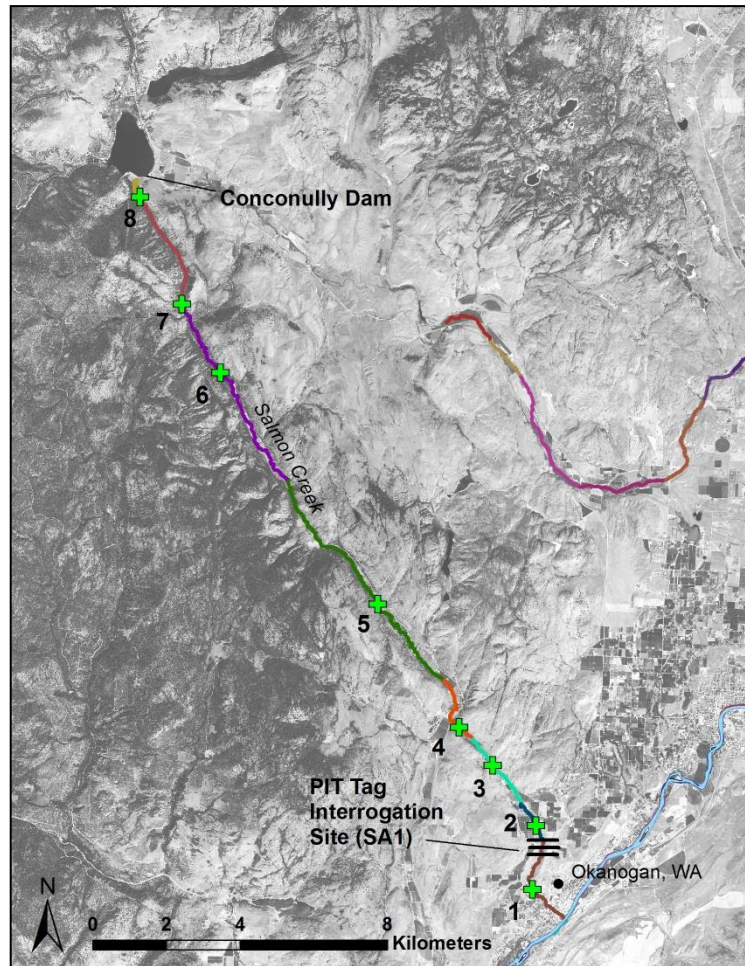 Conconully Dam
8
7
6
Salmon Creek
5
4
PIT Tag
Interrogation
Site (SA1)
3
2
Okanogan, WA
1
N
0 2 4 8
Kilometers